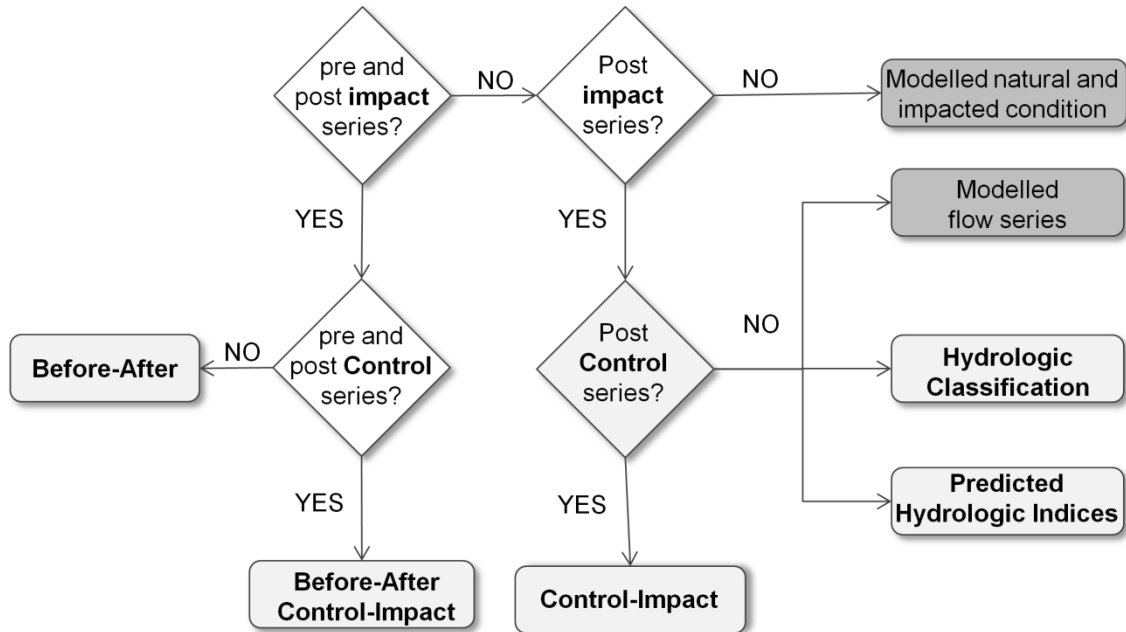 pre and
post impact
series?
NO
Post
impact
series?
NO
Modelled natural and
impacted condition
YES
YES
Modelled
flow series
Before-After
NO
pre and
post Control
series?
Post
Control
series?
NO
Hydrologic
Classification
YES
YES
Predicted
Hydrologic Indices
Before-After
Control-Impact
Control-Impact